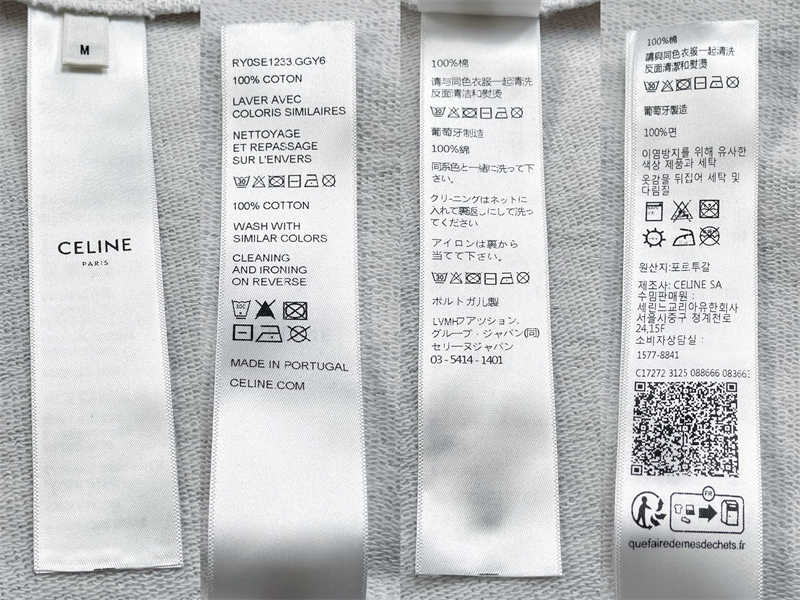 M
CELINE
PARIS
RY0SE1233.GGY6
100% COTON
LAVER AVEC
COLORIS SIMILAIRES
NETTOYAGE
ET REPASSAGE
SUR L'ENVERS
100% COTTON
WASH WITH
SIMILAR COLORS
CLEANING
AND IRONING
ON REVERSE
MADE IN PORTUGAL
CELINE.COM
100%棉
请与同色衣服一起清洗
反面清洁和熨烫
葡萄牙制造
100%綿
同系色と一緒に洗って下
さい。
クリーニングはネットに
入れて裏返しにして洗っ
てください
アイロンは裏から
当てて下さい。
ポルトガル製
LVMHファッション.
グループ・ジャパン(同)
セリーヌジャパン
03 - 5414 - 1401
100%棉
請與同色衣服一起清洗
反面清潔和熨燙
葡萄牙製造
100%면
이염방지를 위해 유사한
색상 제품과 세탁
옷감을 뒤집어 세탁 및
다림질
원산지:포르투갈
제조사: CELINE SA
수입판매원 :
세린느코리아유한회사
서울시중구 청계천로
24,15F
소비자상담실 :
1577-8841
C17272 3125 088666 08366
FR
quefairedemesdechets.fr